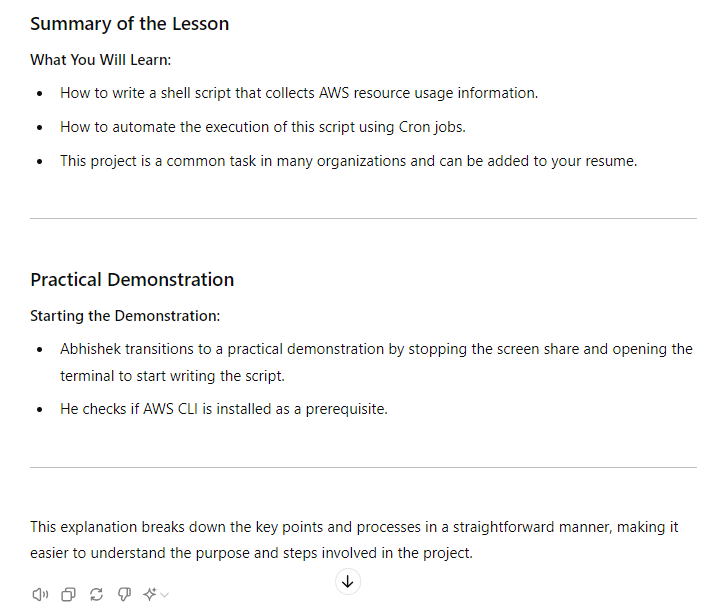 Summary of the Lesson
What You Will Learn:
How to write a shell script that collects AWS resource usage information.
How to automate the execution of this script using Cron jobs.
This project is a common task in many organizations and can be added to your resume.
Practical Demonstration
Starting the Demonstration:
Abhishek transitions to a practical demonstration by stopping the screen share and opening the
terminal to start writing the script.
He checks if AWS CLI is installed as a prerequisite.
This explanation breaks down the key points and processes in a straightforward manner, making it
easier to understand the purpose and steps involved in the project.